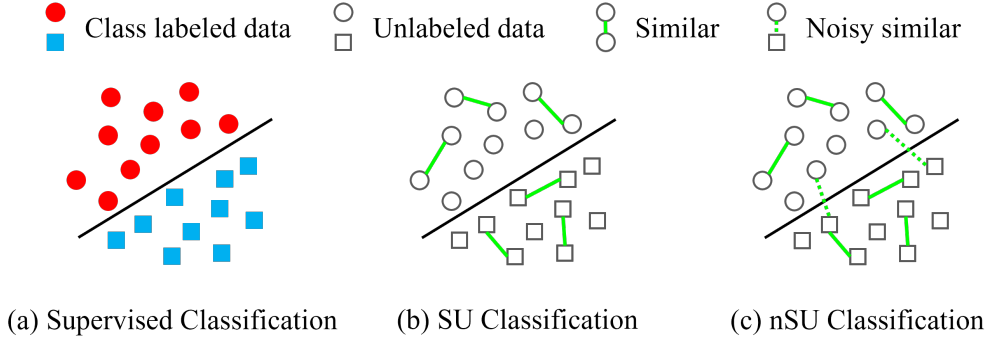 Class labeled data Unlabeled data Similar Noisy similar
(a) Supervised Classification (b) SU Classification (c) nSU Classification